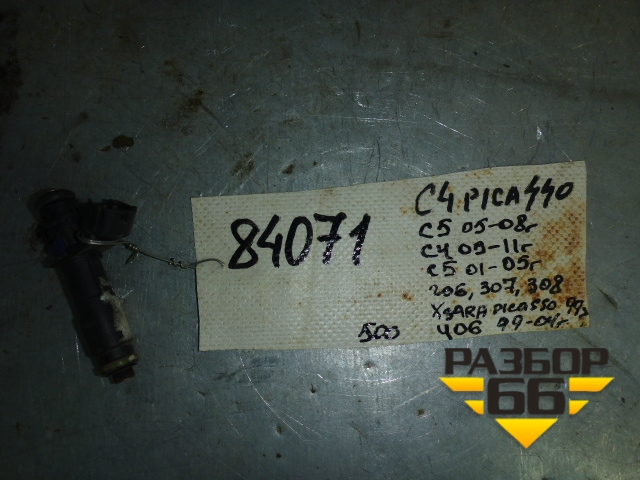 84071
C4 PICASSO
C5 05-08г
C4 05-11г
C5 01-05г
206, 307, 308
XSARA PICASSO 99>
406 99-04г
500
РАЗБОР
66